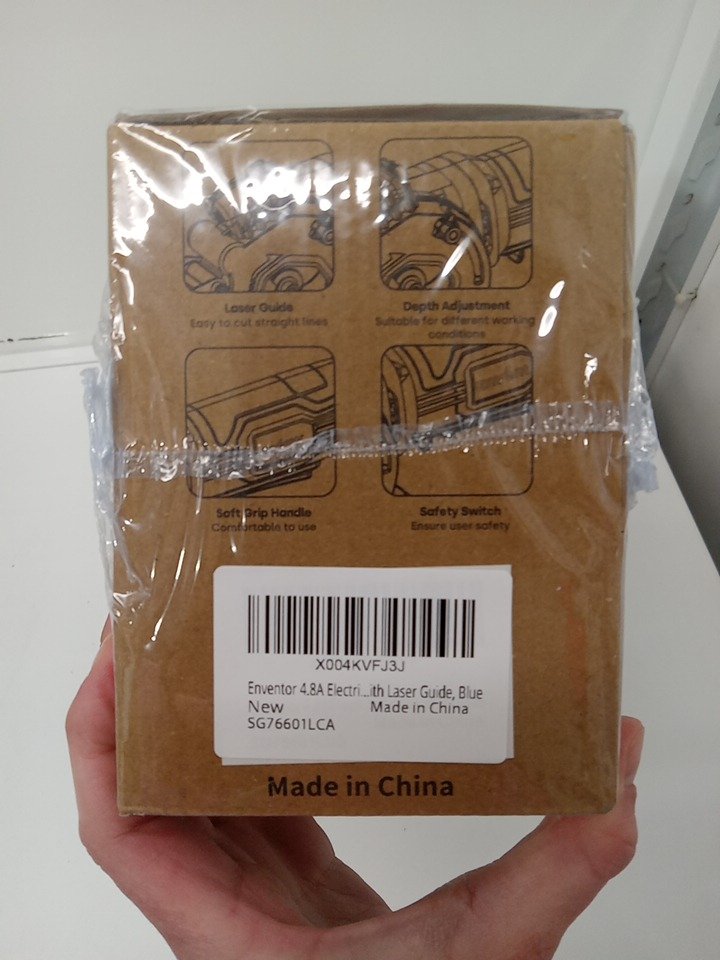 Laser Guide
Easy to cut straight lines
Depth Adjustment
Suitable for different working
conditions
Soft Grip Handle
Comfortable to use
Safety Switch
Ensure user safety
X004KVFJ3J
Enventor 4.8A Electri...ith Laser Guide, Blue
New Made in China
SG76601LCA
Made in China